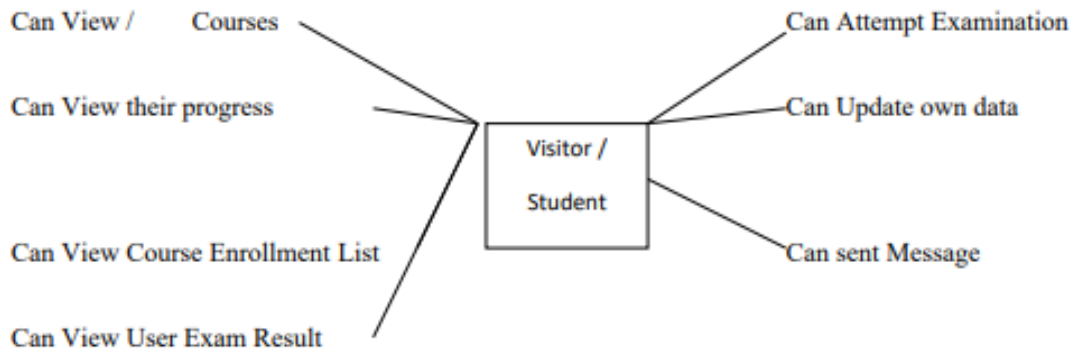 Can View / Courses
Can Attempt Examination
Can View their progress
Can Update own data
Visitor /
Student
Can View Course Enrollment List
Can sent Message
Can View User Exam Result